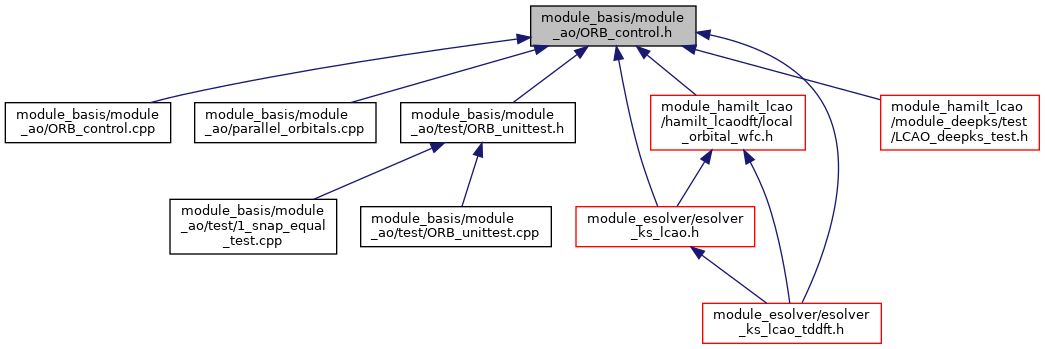 module_basis/module
_ao/ORB_control.h
module_basis/module
_ao/ORB_control.cpp
module_basis/module
_ao/parallel_orbitals.cpp
module_basis/module
_ao/test/ORB_unittest.h
module_hamilt_lcao
/hamilt_lcaodft/local
_orbital_wfc.h
module_hamilt_lcao
/module_deepks/test
/LCAO_deepks_test.h
module_basis/module
_ao/test/1_snap_equal
_test.cpp
module_basis/module
_ao/test/ORB_unittest.cpp
module_esolver/esolver
_ks_lcao.h
module_esolver/esolver
_ks_lcao_tddft.h